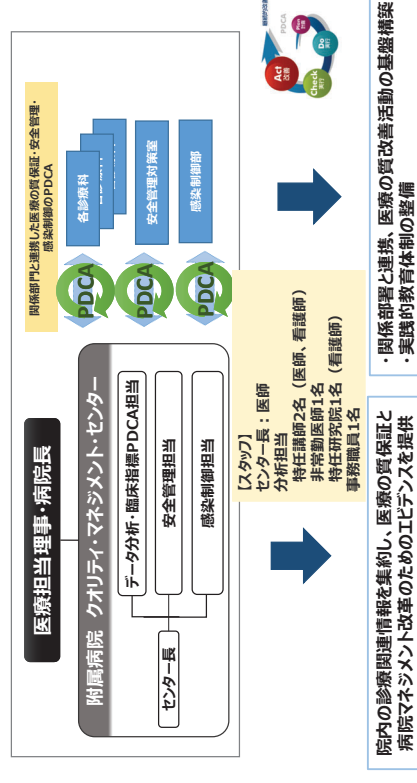 医療担当理事・病院長
附属病院 クオリティ・マネジメント・センター
センター長
データ分析・臨床指標PDCA担当
安全管理担当
感染制御担当
関係部門と連携した医療の質保証・安全管理・
感染制御のPDCA
PDCA
各診療科
PDCA
安全管理対策室
PDCA
感染制御部
【スタッフ】
センター長：医師
分析担当
特任講師2名（医師、看護師）
非常勤医師1名
特任研究院1名（看護師）
事務職員1名
院内の診療関連情報を集約し、医療の質保証と
病院マネジメント改革のためのエビデンスを提供
・関係部署と連携、医療の質改善活動の基盤構築
・実践的教育体制の整備
PDCA
Act
改善
Plan
Do
実行
Check